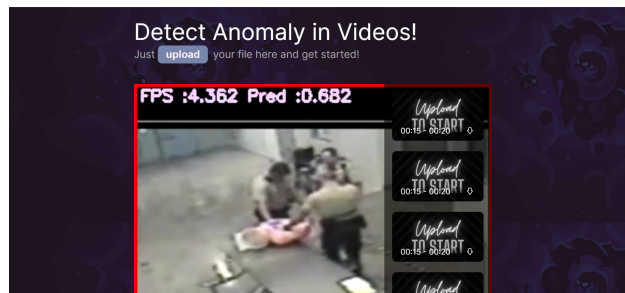 Detect Anomaly in Videos!
Just upload your file here and get started!
FPS :4.362 Pred :0.682
Upload
TO START
00:15 - 00:20
Upload
TO START
00:15 - 00:20
Upload
TO START
00:15 - 00:20
Upload